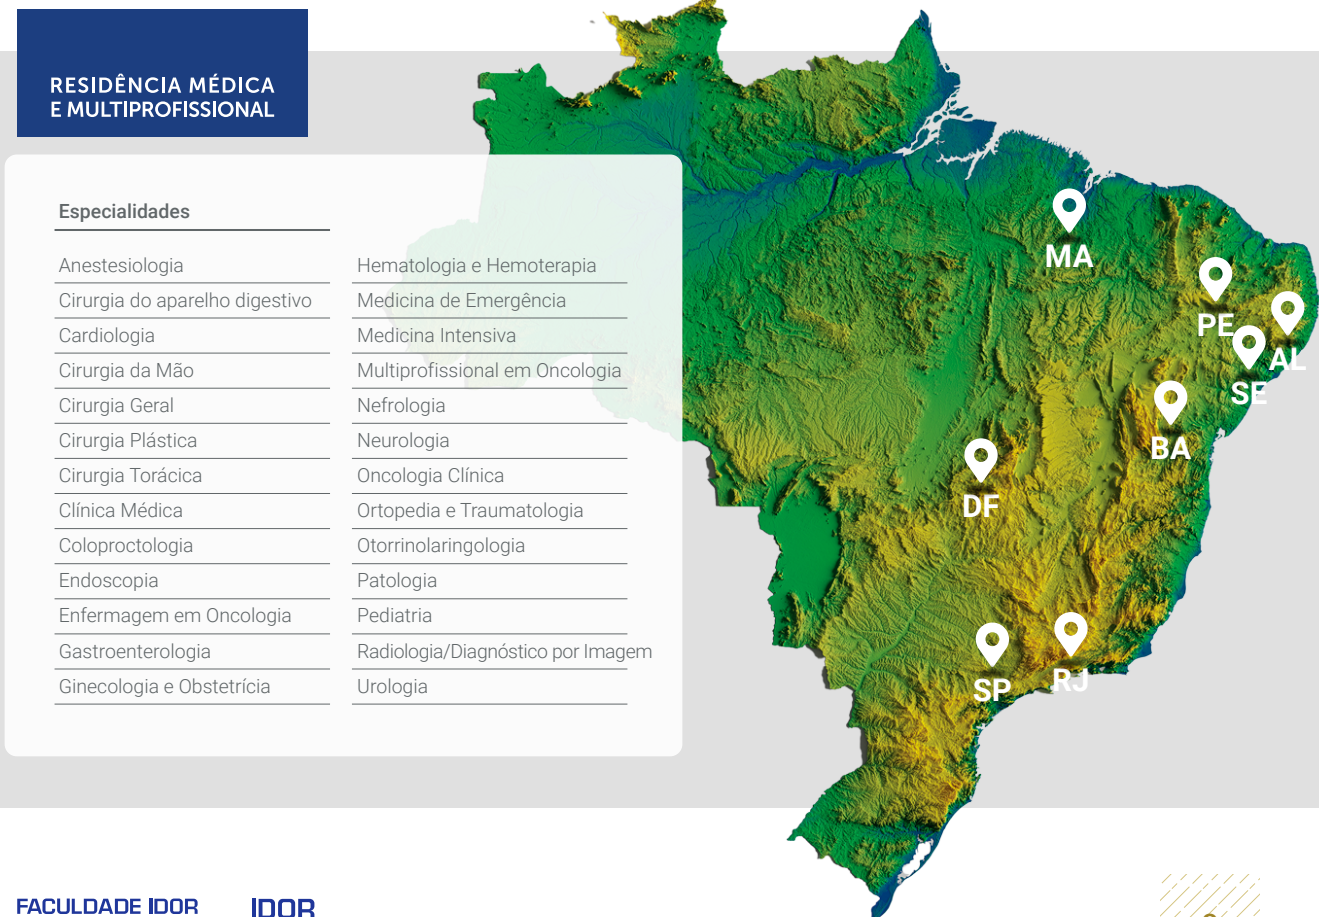 RESIDÊNCIA MÉDICA
E MULTIPROFISSIONAL
Especialidades
Anestesiologia
Cirurgia do aparelho digestivo
Cardiologia
Cirurgia da Mão
Cirurgia Geral
Cirurgia Plástica
Cirurgia Torácica
Clínica Médica
Coloproctologia
Endoscopia
Enfermagem em Oncologia
Gastroenterologia
Ginecologia e Obstetrícia
Hematologia e Hemoterapia
Medicina de Emergência
Medicina Intensiva
Multiprofissional em Oncologia
Nefrologia
Neurologia
Oncologia Clínica
Ortopedia e Traumatologia
Otorrinolaringologia
Patologia
Pediatria
Radiologia/Diagnóstico por Imagem
Urologia
MA
PE
AL
SE
BA
DF
SP
RJ
FACULDADE IDOR
IDOR